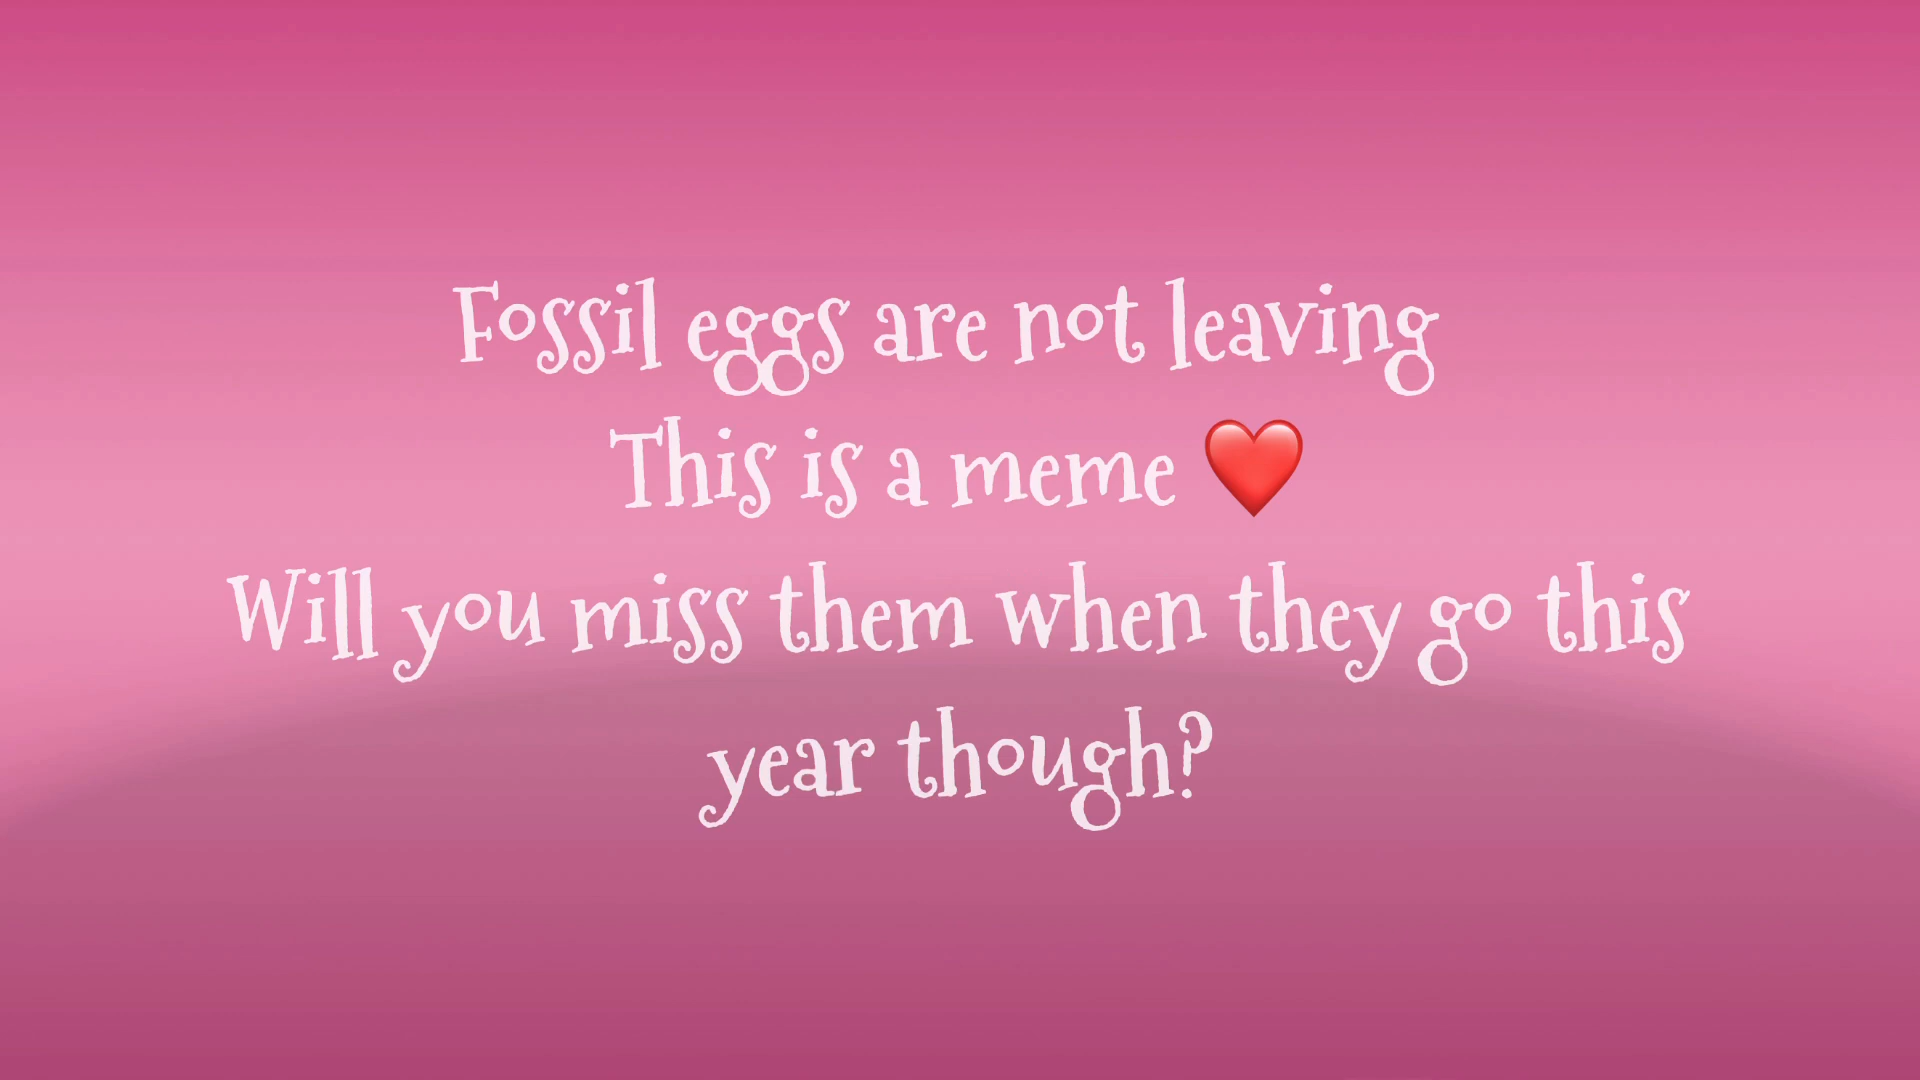 Fossil eggs are not leaving
This is a meme ❤️
Will you miss them when they go this
year though?